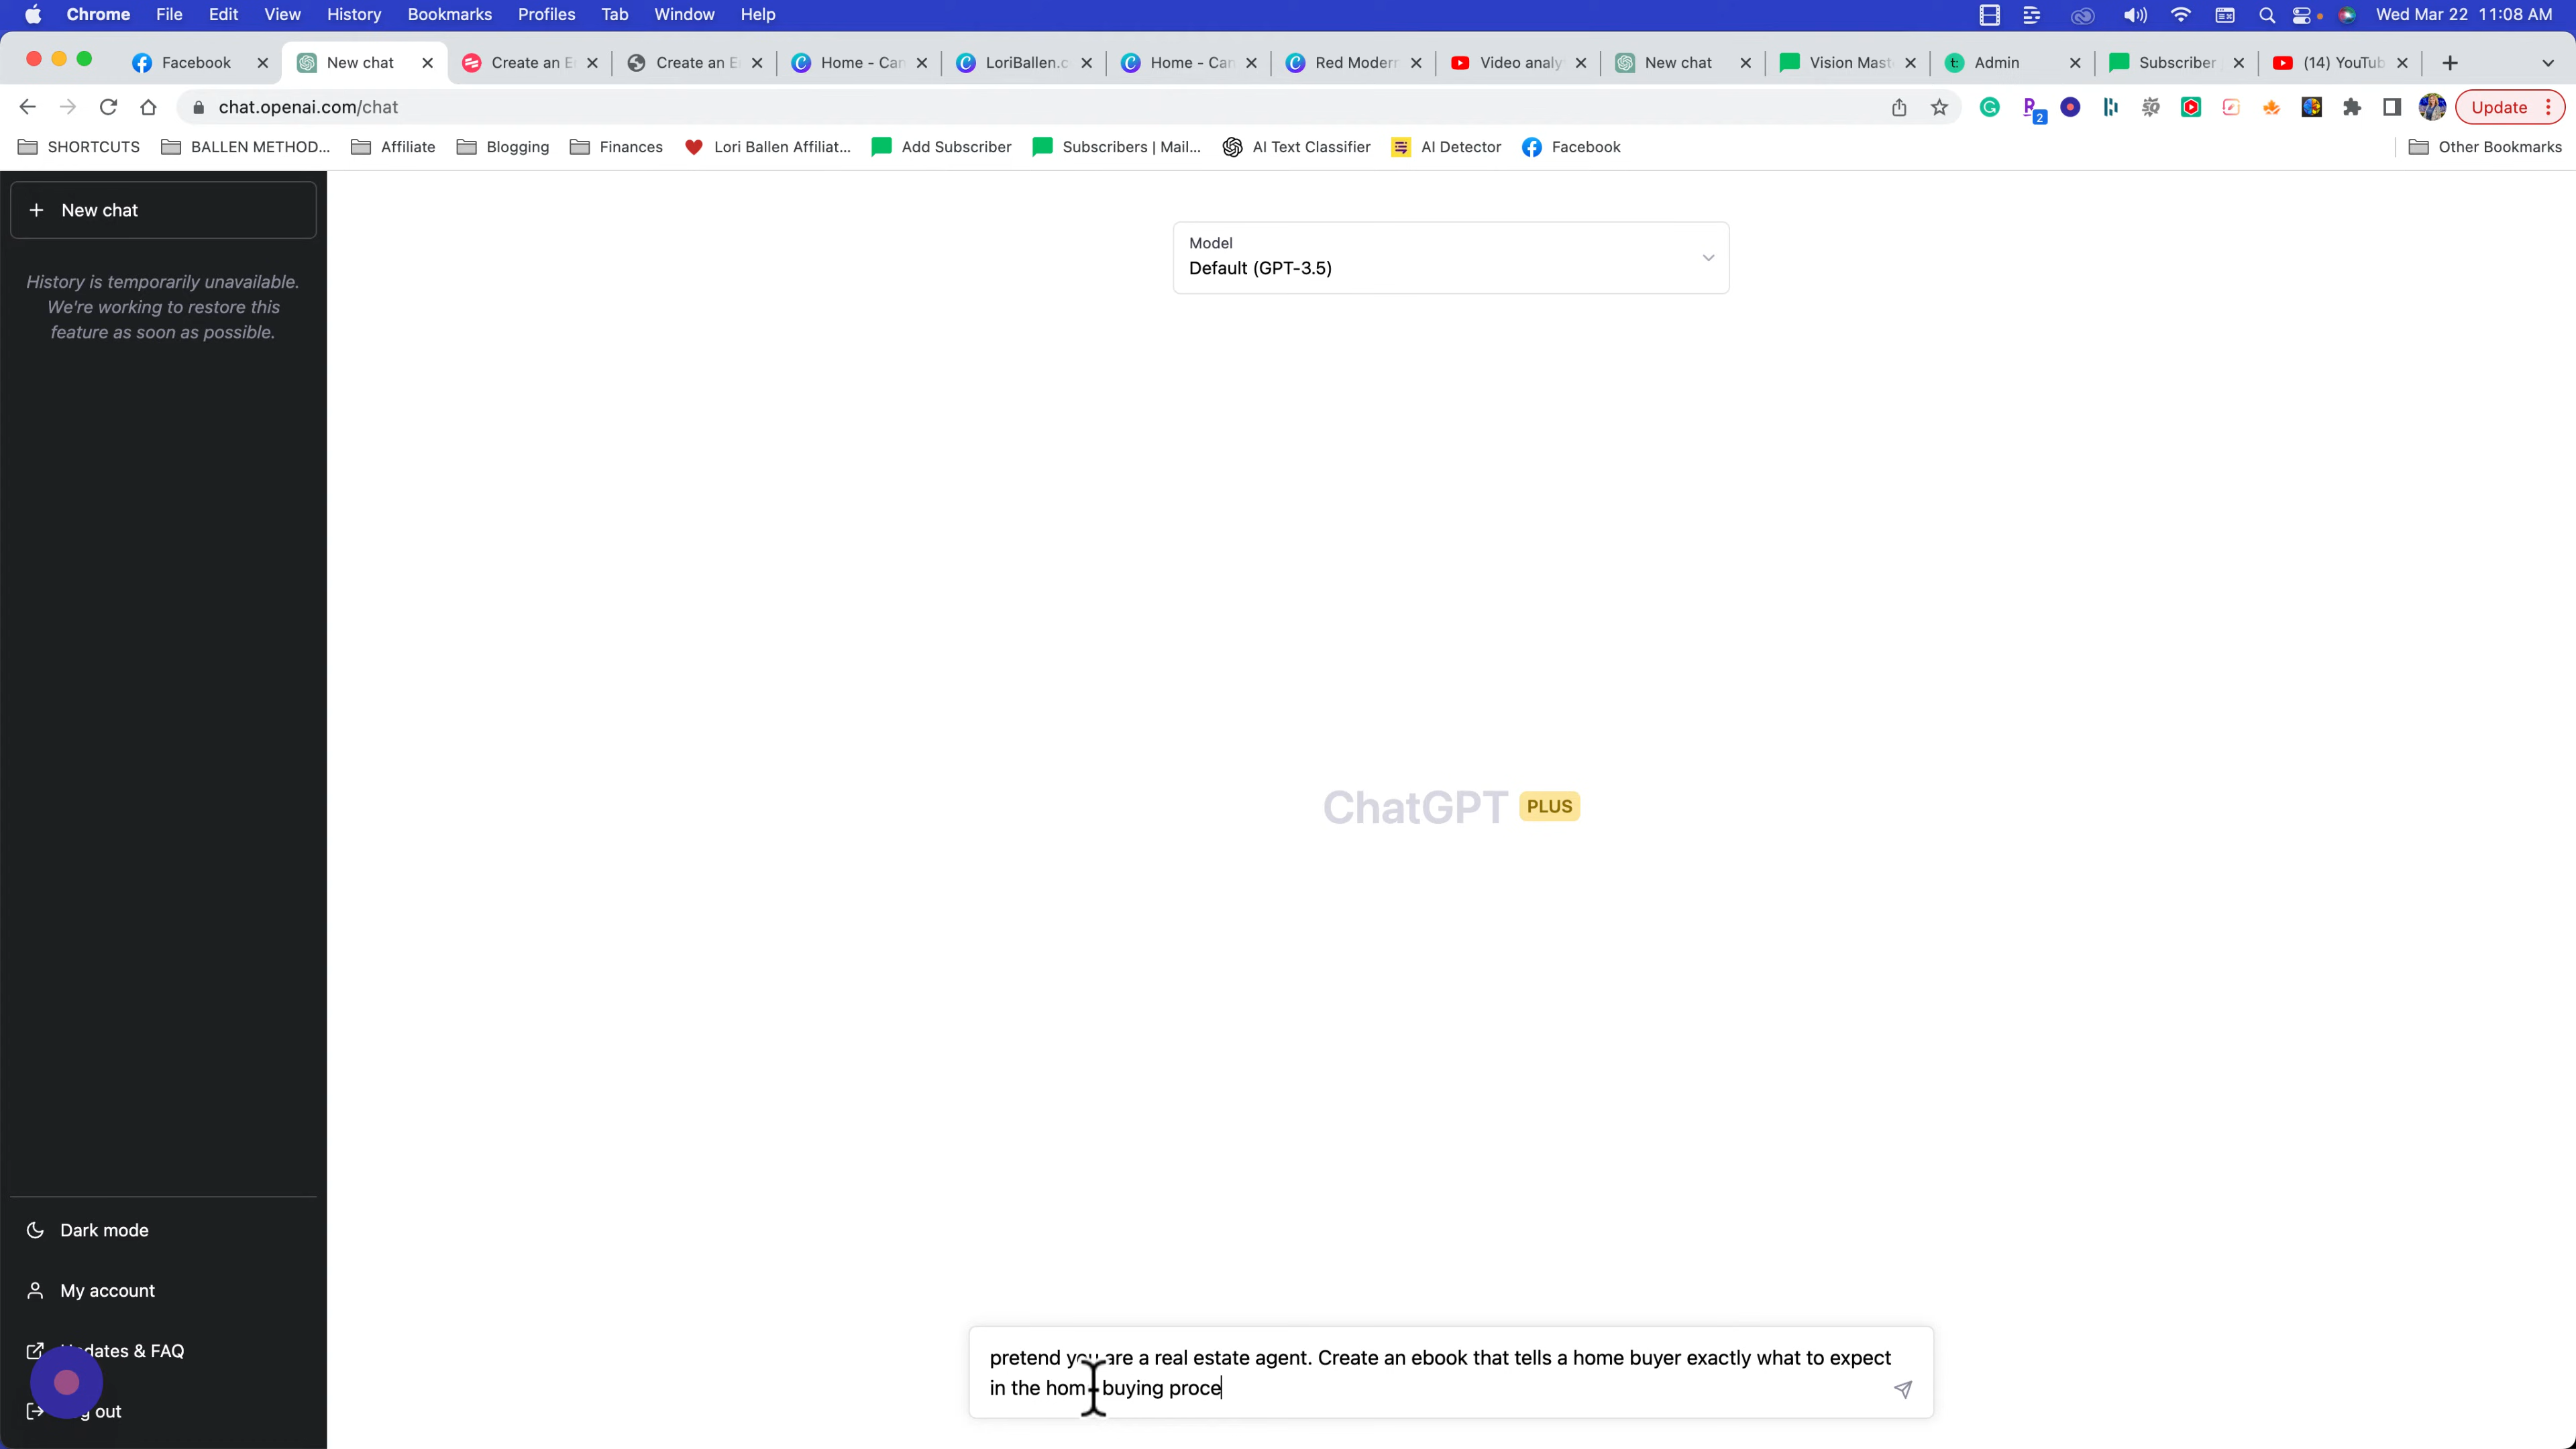 Chrome File Edit View History Bookmarks Profiles Tab Window Help Wed Mar 22 11:08 AM
Facebook New chat Create an E Create an E Home - Can LoriBallen.c Home - Can Red Modern Video analy New chat Vision Mast Admin Subscriber (14) YouTub
chat.openai.com/chat 2 Update
SHORTCUTS BALLEN METHOD... Affiliate Blogging Finances Lori Ballen Affiliat... Add Subscriber Subscribers | Mail... AI Text Classifier AI Detector Facebook Other Bookmarks
New chat
History is temporarily unavailable.
We're working to restore this
feature as soon as possible.
Model
Default (GPT-3.5)
ChatGPT PLUS
Dark mode
My account
dates & FAQ
out
pretend you are a real estate agent. Create an ebook that tells a home buyer exactly what to expect
in the hom buying proce